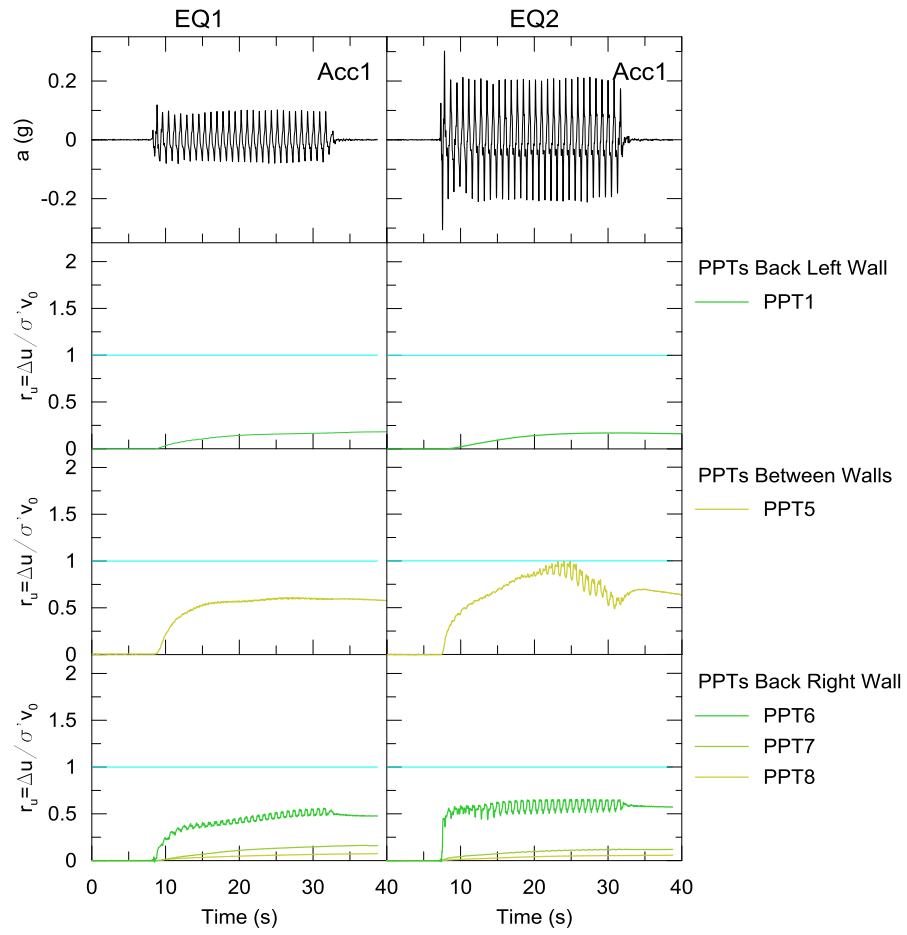 EQ1
EQ2
Acc1
Acc1
a (g)
0.2
0
-0.2
r_u=Δu/σ'v_0
2
1.5
1
0.5
0
PPTs Back Left Wall
PPT1
r_u=Δu/σ'v_0
2
1.5
1
0.5
0
PPTs Between Walls
PPT5
r_u=Δu/σ'v_0
2
1.5
1
0.5
0
PPTs Back Right Wall
PPT6
PPT7
PPT8
0
10
20
30
40
10
20
30
40
Time (s)
Time (s)